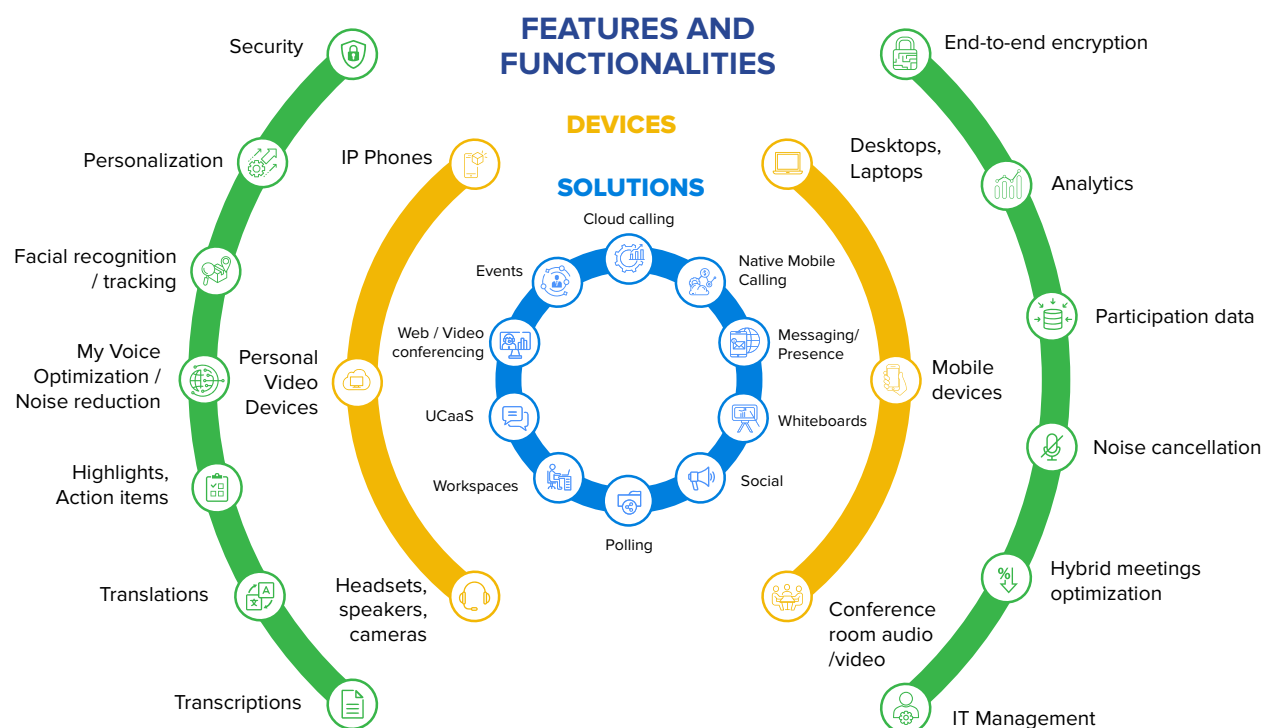 FEATURES AND
FUNCTIONALITIES
DEVICES
SOLUTIONS
Security
Personalization
Facial recognition
/ tracking
My Voice
Optimization /
Noise reduction
Highlights,
Action items
Translations
Transcriptions
IP Phones
Personal
Video
Devices
Headsets,
speakers,
cameras
Cloud calling
Events
Web / Video
conferencing
UCaaS
Workspaces
Polling
Native Mobile
Calling
Messaging/
Presence
Whiteboards
Social
Desktops,
Laptops
Mobile
devices
Conference
room audio
/video
End-to-end encryption
Analytics
Participation data
Noise cancellation
Hybrid meetings
optimization
IT Management
A
文
%
$